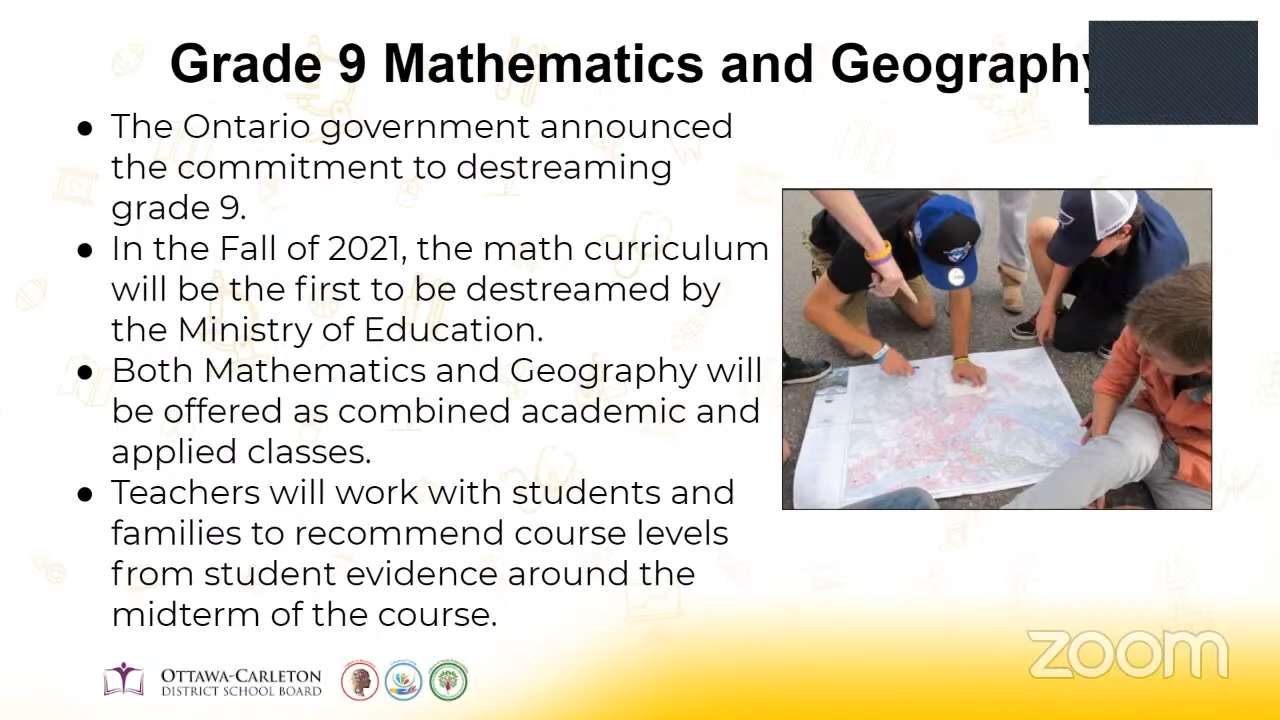 Grade 9 Mathematics and Geography
● The Ontario government announced
the commitment to destreaming
grade 9.
● In the Fall of 2021, the math curriculum
will be the first to be destreamed by
the Ministry of Education.
● Both Mathematics and Geography will
be offered as combined academic and
applied classes.
● Teachers will work with students and
families to recommend course levels
from student evidence around the
midterm of the course.
OTTAWA-CARLETON
DISTRICT SCHOOL BOARD
zoom